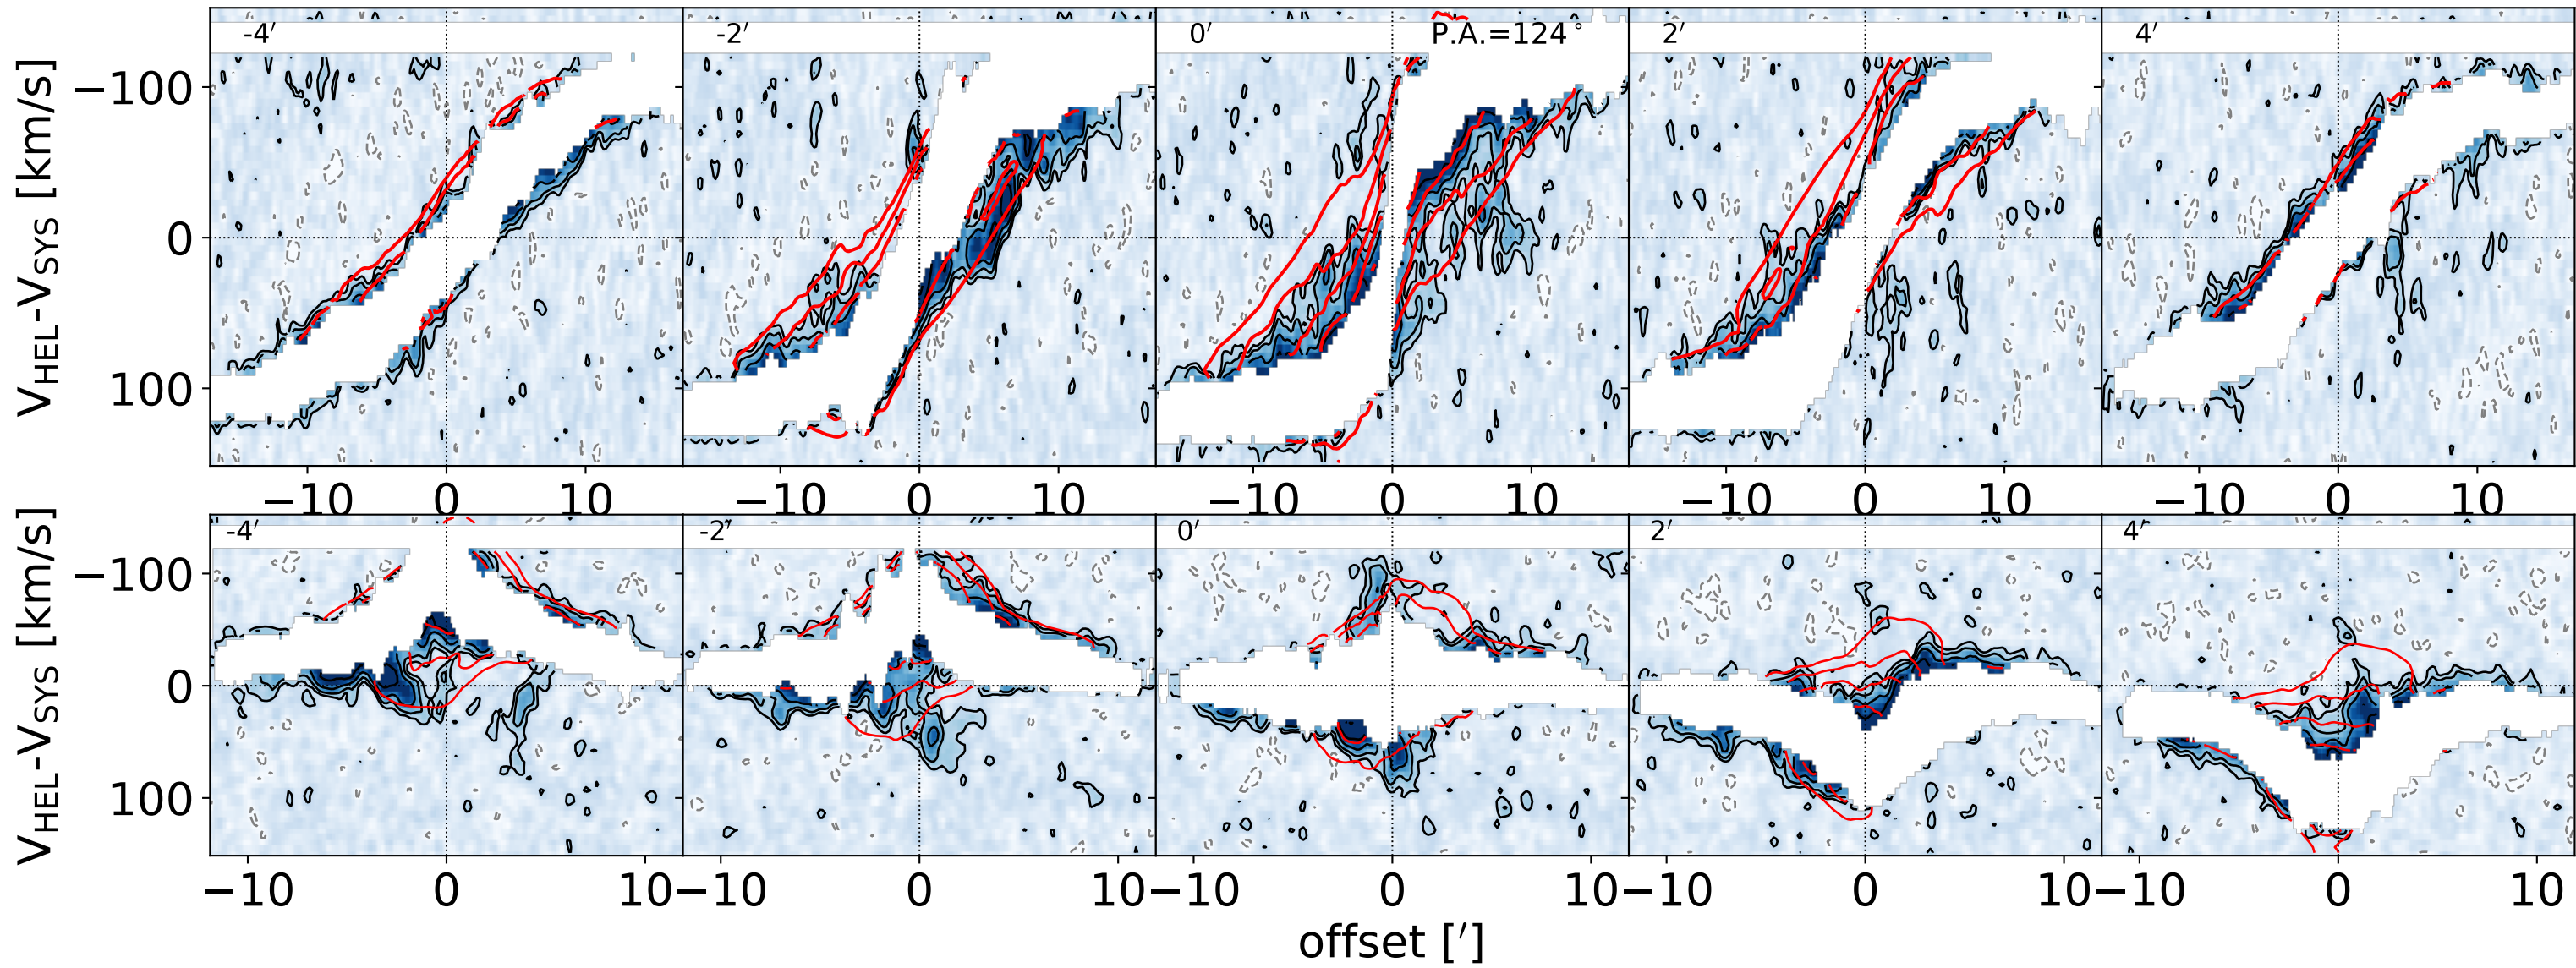 -4′ -2′ 0′ P.A.=124° 2′ 4′
−100
0
100
V_HEL-V_SYS [km/s]
−10 0 10 −10 0 10 −10 0 10 −10 0 10 −10 0 10
-4′ -2′ 0′ 2′ 4′
−100
0
100
V_HEL-V_SYS [km/s]
−10 0 10 −10 0 10 −10 0 10 −10 0 10 −10 0 10
offset [′]